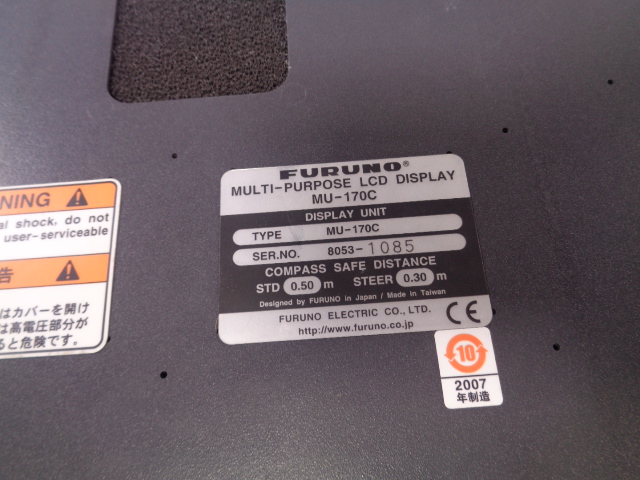 FURUNO®
MULTI-PURPOSE LCD DISPLAY
MU-170C
DISPLAY UNIT
TYPE MU-170C
SER.NO. 8053-1085
COMPASS SAFE DISTANCE
STD 0.50 m STEER 0.30 m
Designed by FURUNO in Japan / Made in Taiwan
FURUNO ELECTRIC CO., LTD.
http://www.furuno.co.jp
CE
10
2007
年制造
NING
al shock, do not
user-serviceable
告
はカバーを開け
は高電圧部分が
ると危険です。